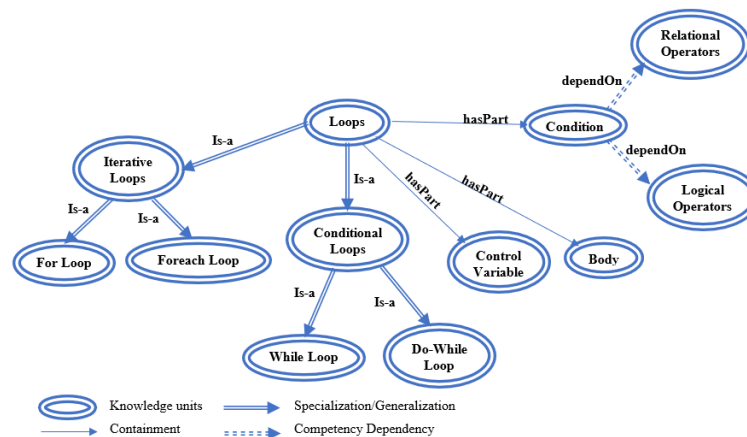 Relational
Operators
dependOn
Loops
hasPart
Condition
Is-a
dependOn
Iterative
Loops
Is-a
hasPart
hasPart
Logical
Operators
Is-a
Is-a
Conditional
Loops
Control
Variable
Body
For Loop
Foreach Loop
Is-a
Is-a
While Loop
Do-While
Loop
Knowledge units
Specialization/Generalization
Containment
Competency Dependency